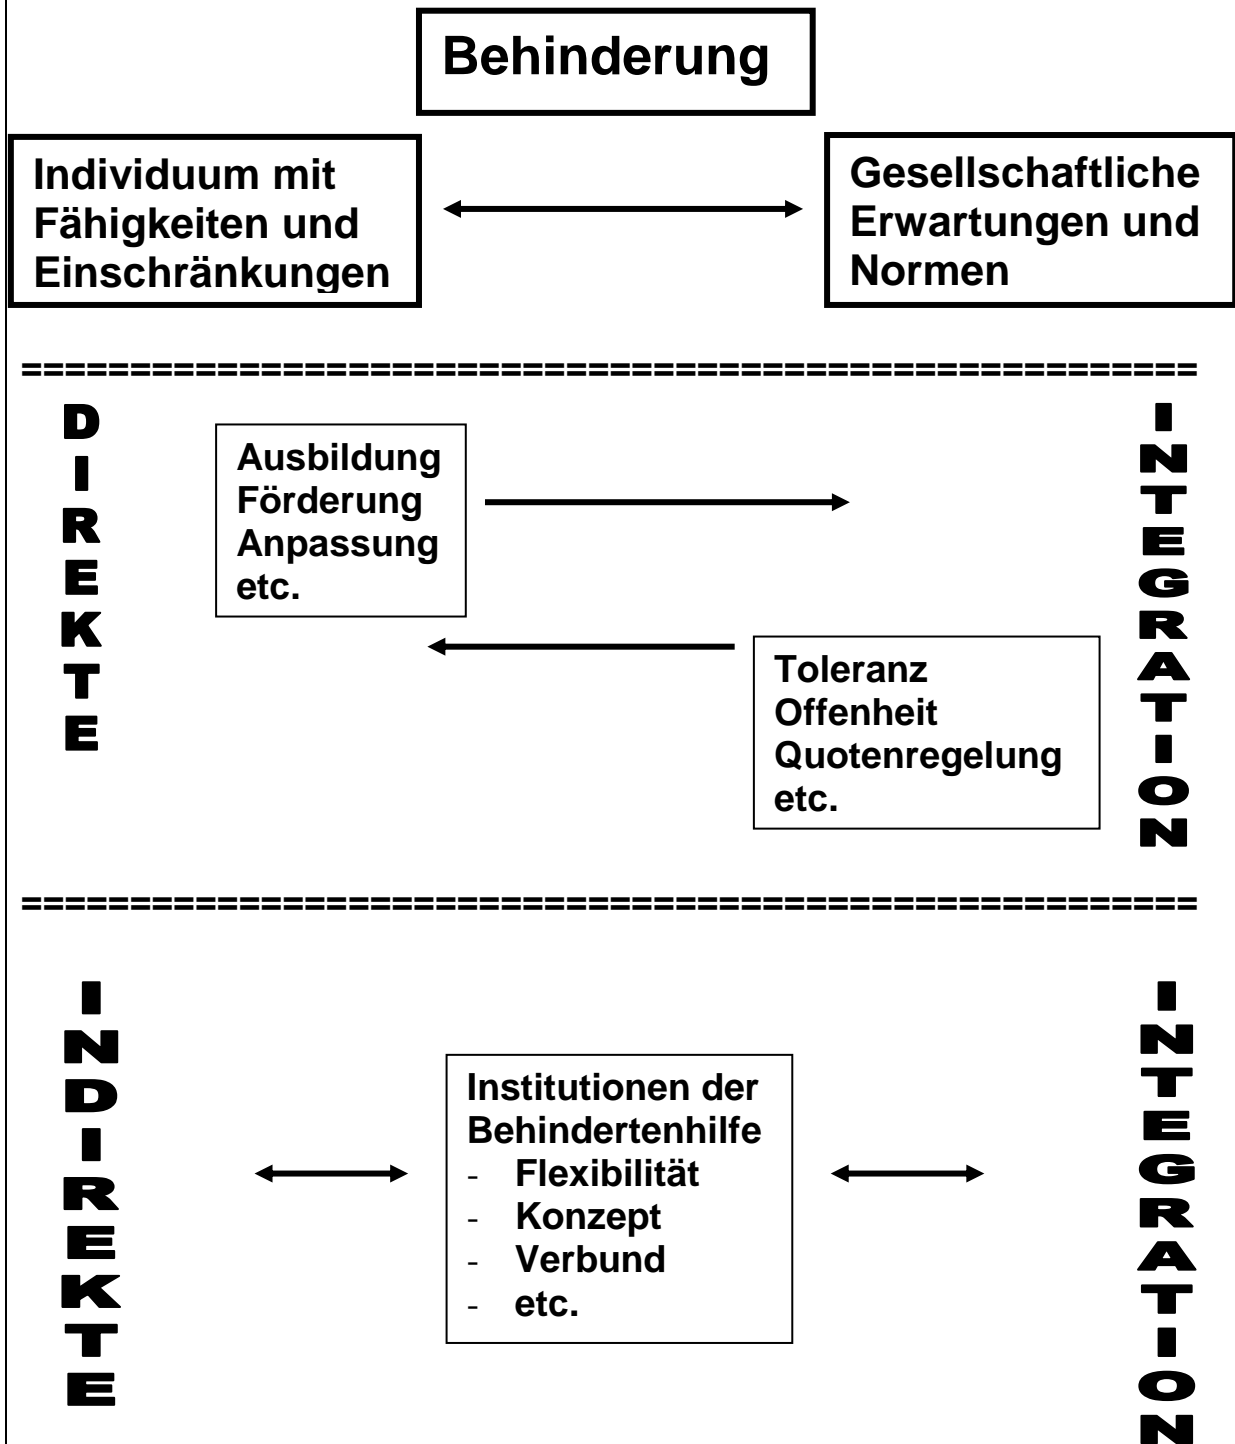 Behinderung
Individuum mit
Fähigkeiten und
Einschränkungen
Gesellschaftliche
Erwartungen und
Normen
======================================================
DIREKTE
Ausbildung
Förderung
Anpassung
etc.
Toleranz
Offenheit
Quotenregelung
etc.
INTEGRATION
======================================================
INDIREKTE
Institutionen der
Behindertenhilfe
- Flexibilität
- Konzept
- Verbund
- etc.
INTEGRATION